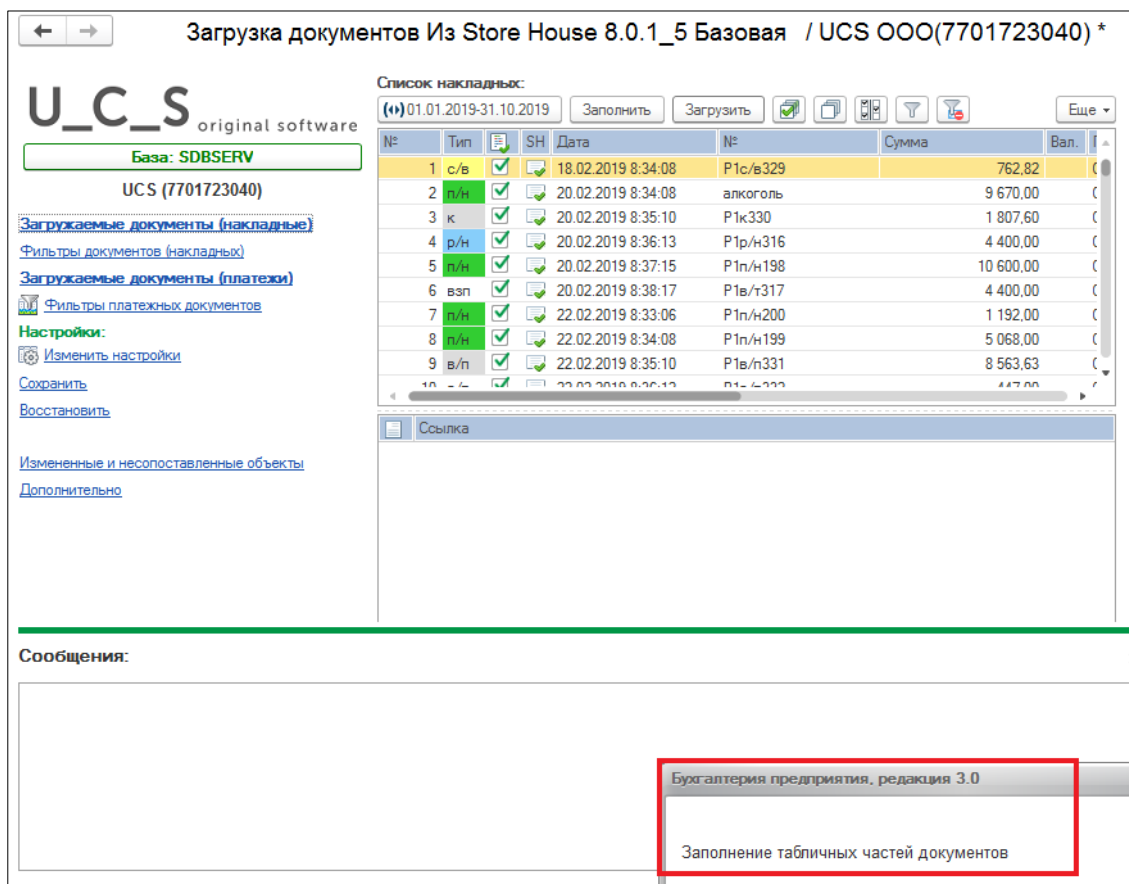 Загрузка документов Из Store House 8.0.1_5 Базовая / UCS ООО(7701723040) *
U_C_S original software
База: SDBSERV
UCS (7701723040)
Загружаемые документы (накладные)
Фильтры документов (накладных)
Загружаемые документы (платежи)
Фильтры платежных документов
Настройки:
Изменить настройки
Сохранить
Восстановить
Измененные и несопоставленные объекты
Дополнительно
Список накладных:
01.01.2019-31.10.2019 Заполнить Загрузить Еще
№ Тип SH Дата № Сумма Вал.
1 с/в 18.02.2019 8:34:08 Р1с/в329 762,82
2 п/н 20.02.2019 8:34:08 алкоголь 9 670,00
3 к 20.02.2019 8:35:10 Р1к330 1 807,60
4 р/н 20.02.2019 8:36:13 Р1р/н316 4 400,00
5 п/н 20.02.2019 8:37:15 Р1п/н198 10 600,00
6 взп 20.02.2019 8:38:17 Р1в/т317 4 400,00
7 п/н 22.02.2019 8:33:06 Р1п/н200 1 192,00
8 п/н 22.02.2019 8:34:08 Р1п/н199 5 068,00
9 в/п 22.02.2019 8:35:10 Р1в/п331 8 563,63
Ссылка
Сообщения:
Бухгалтерия предприятия, редакция 3.0
Заполнение табличных частей документов